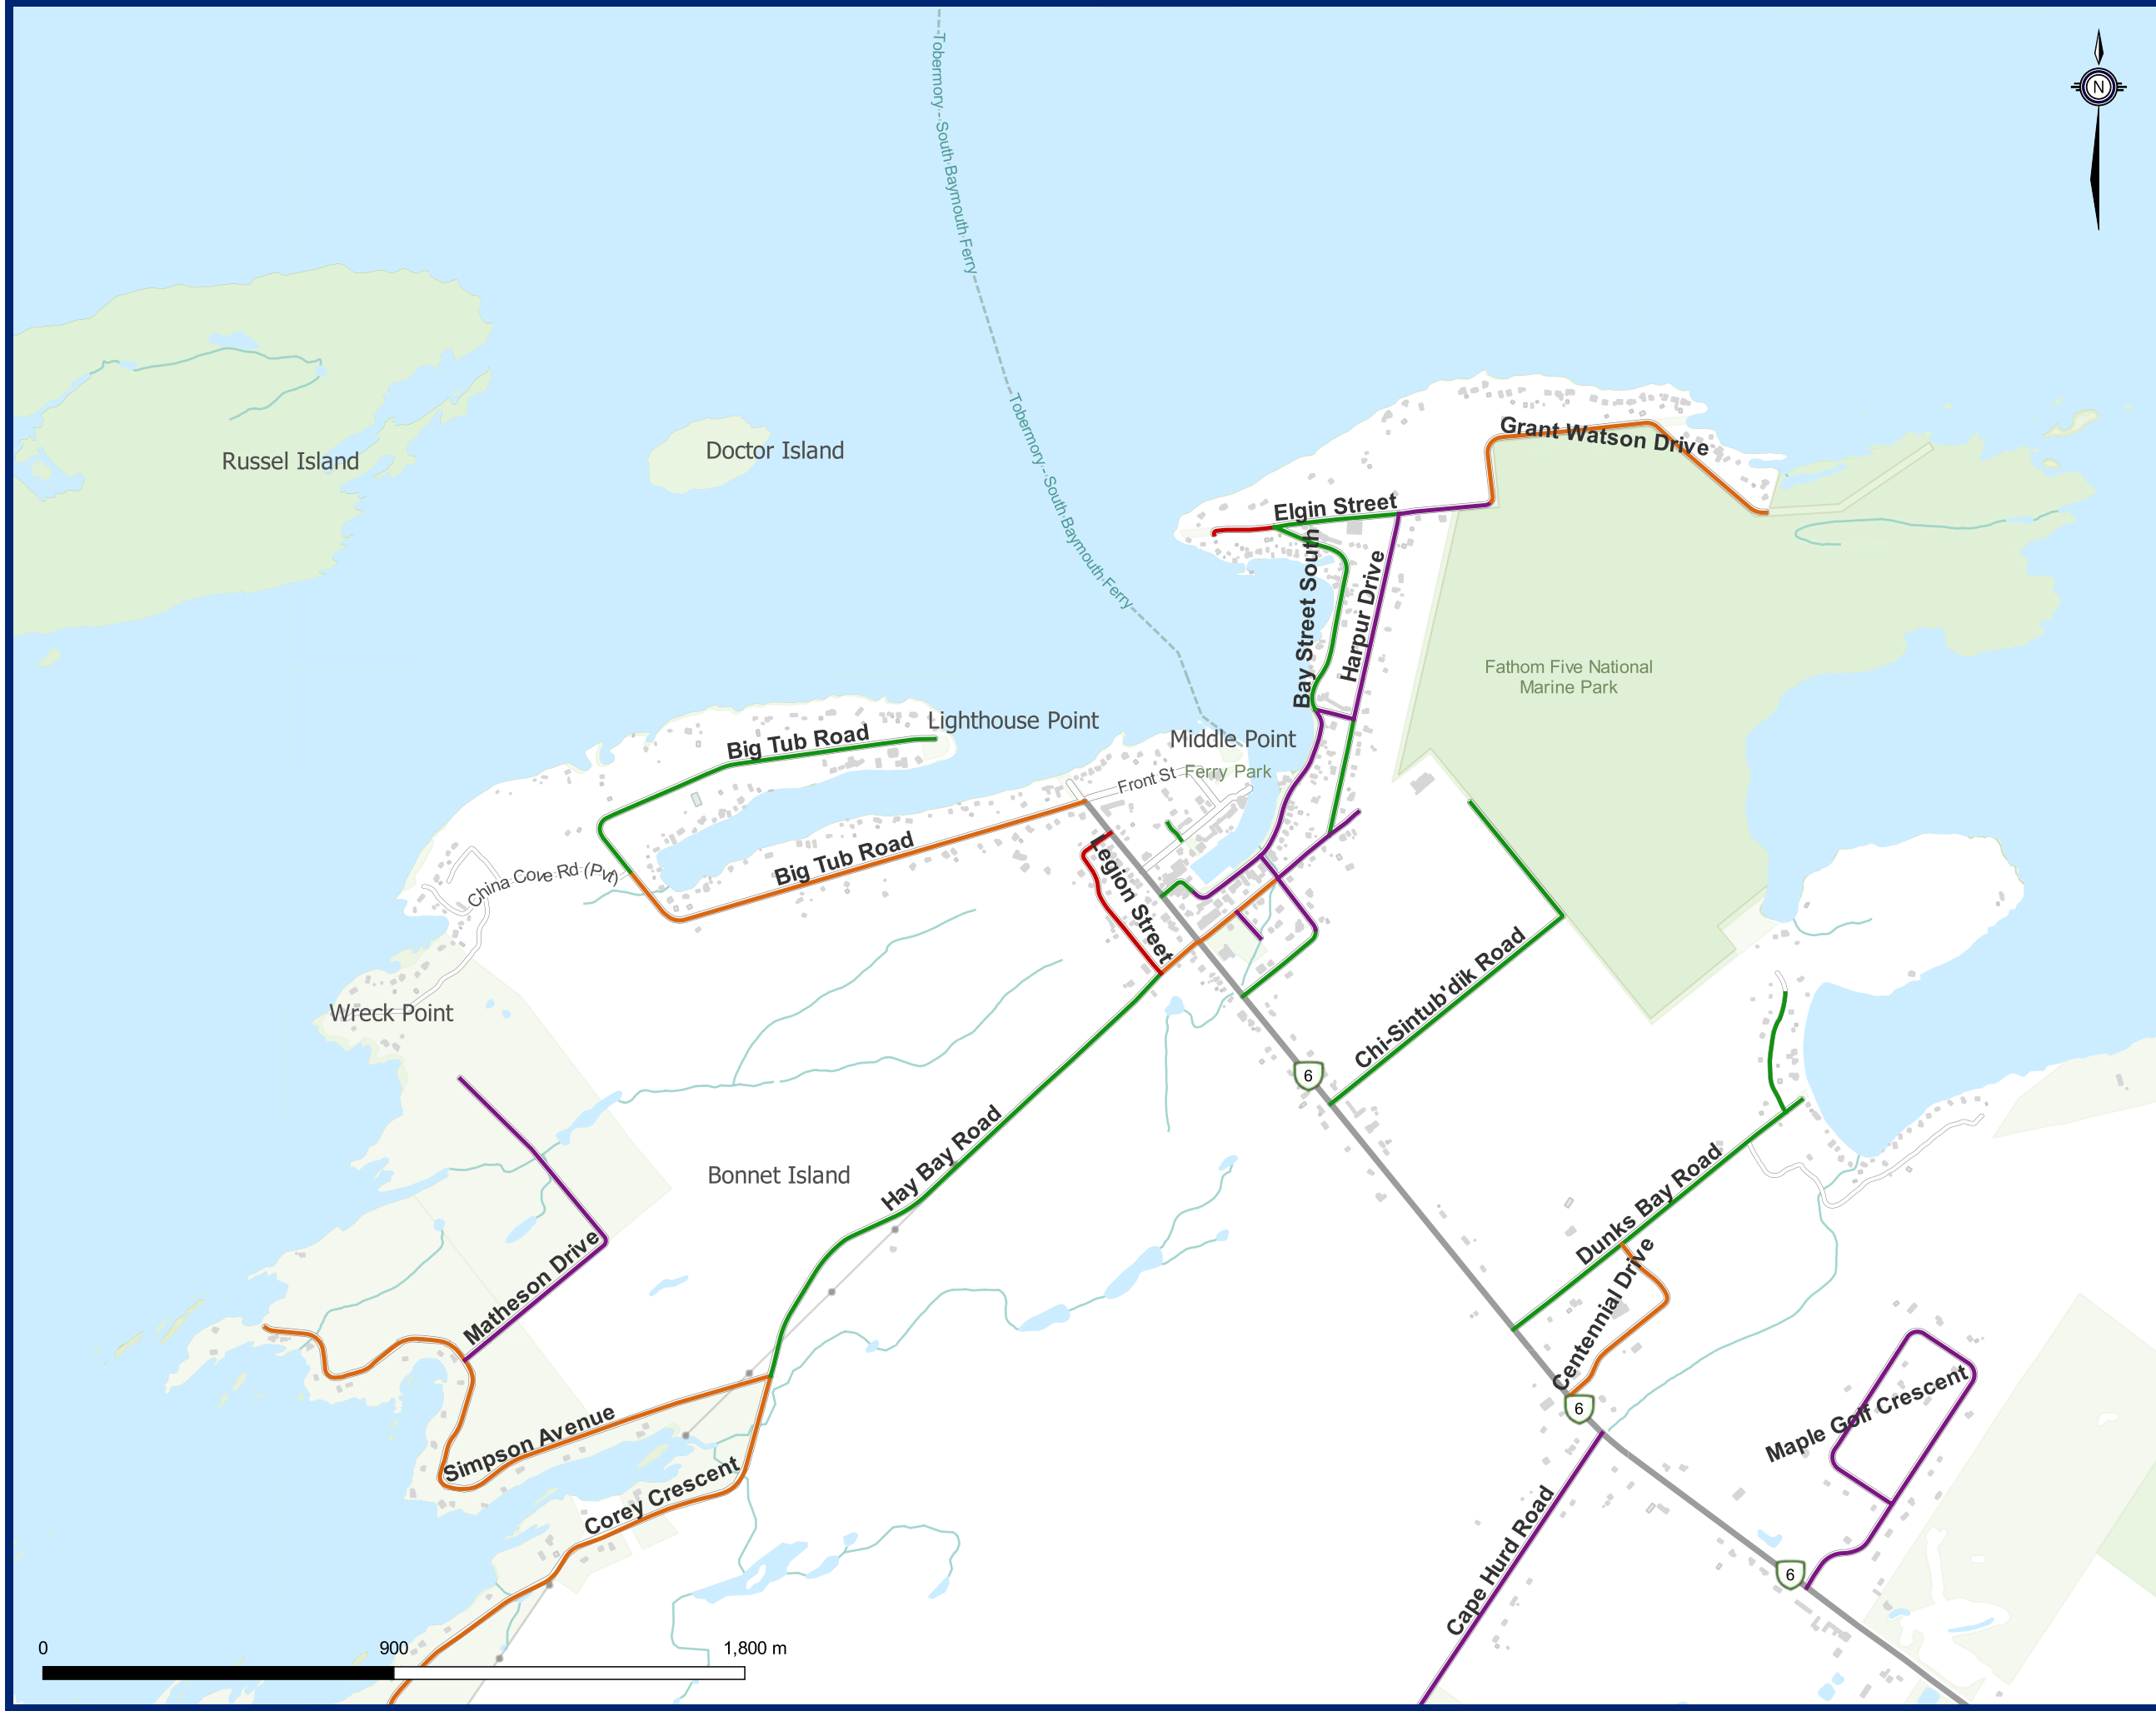 N
Tobermory - South Baymouth Ferry
Tobermory - South Baymouth Ferry
Russel Island
Doctor Island
Grant Watson Drive
Elgin Street
Bay Street South
Harpur Drive
Fathom Five National
Marine Park
Lighthouse Point
Middle Point
Ferry Park
Front St
Big Tub Road
Big Tub Road
China Cove Rd (Pvt)
Legion Street
Wreck Point
Chi-Sintub'dik Road
6
Hay Bay Road
Bonnet Island
Dunks Bay Road
Centennial Drive
Matheson Drive
6
Maple Golf Crescent
Simpson Avenue
Corey Crescent
Cape Hurd Road
6
0 900 1,800 m